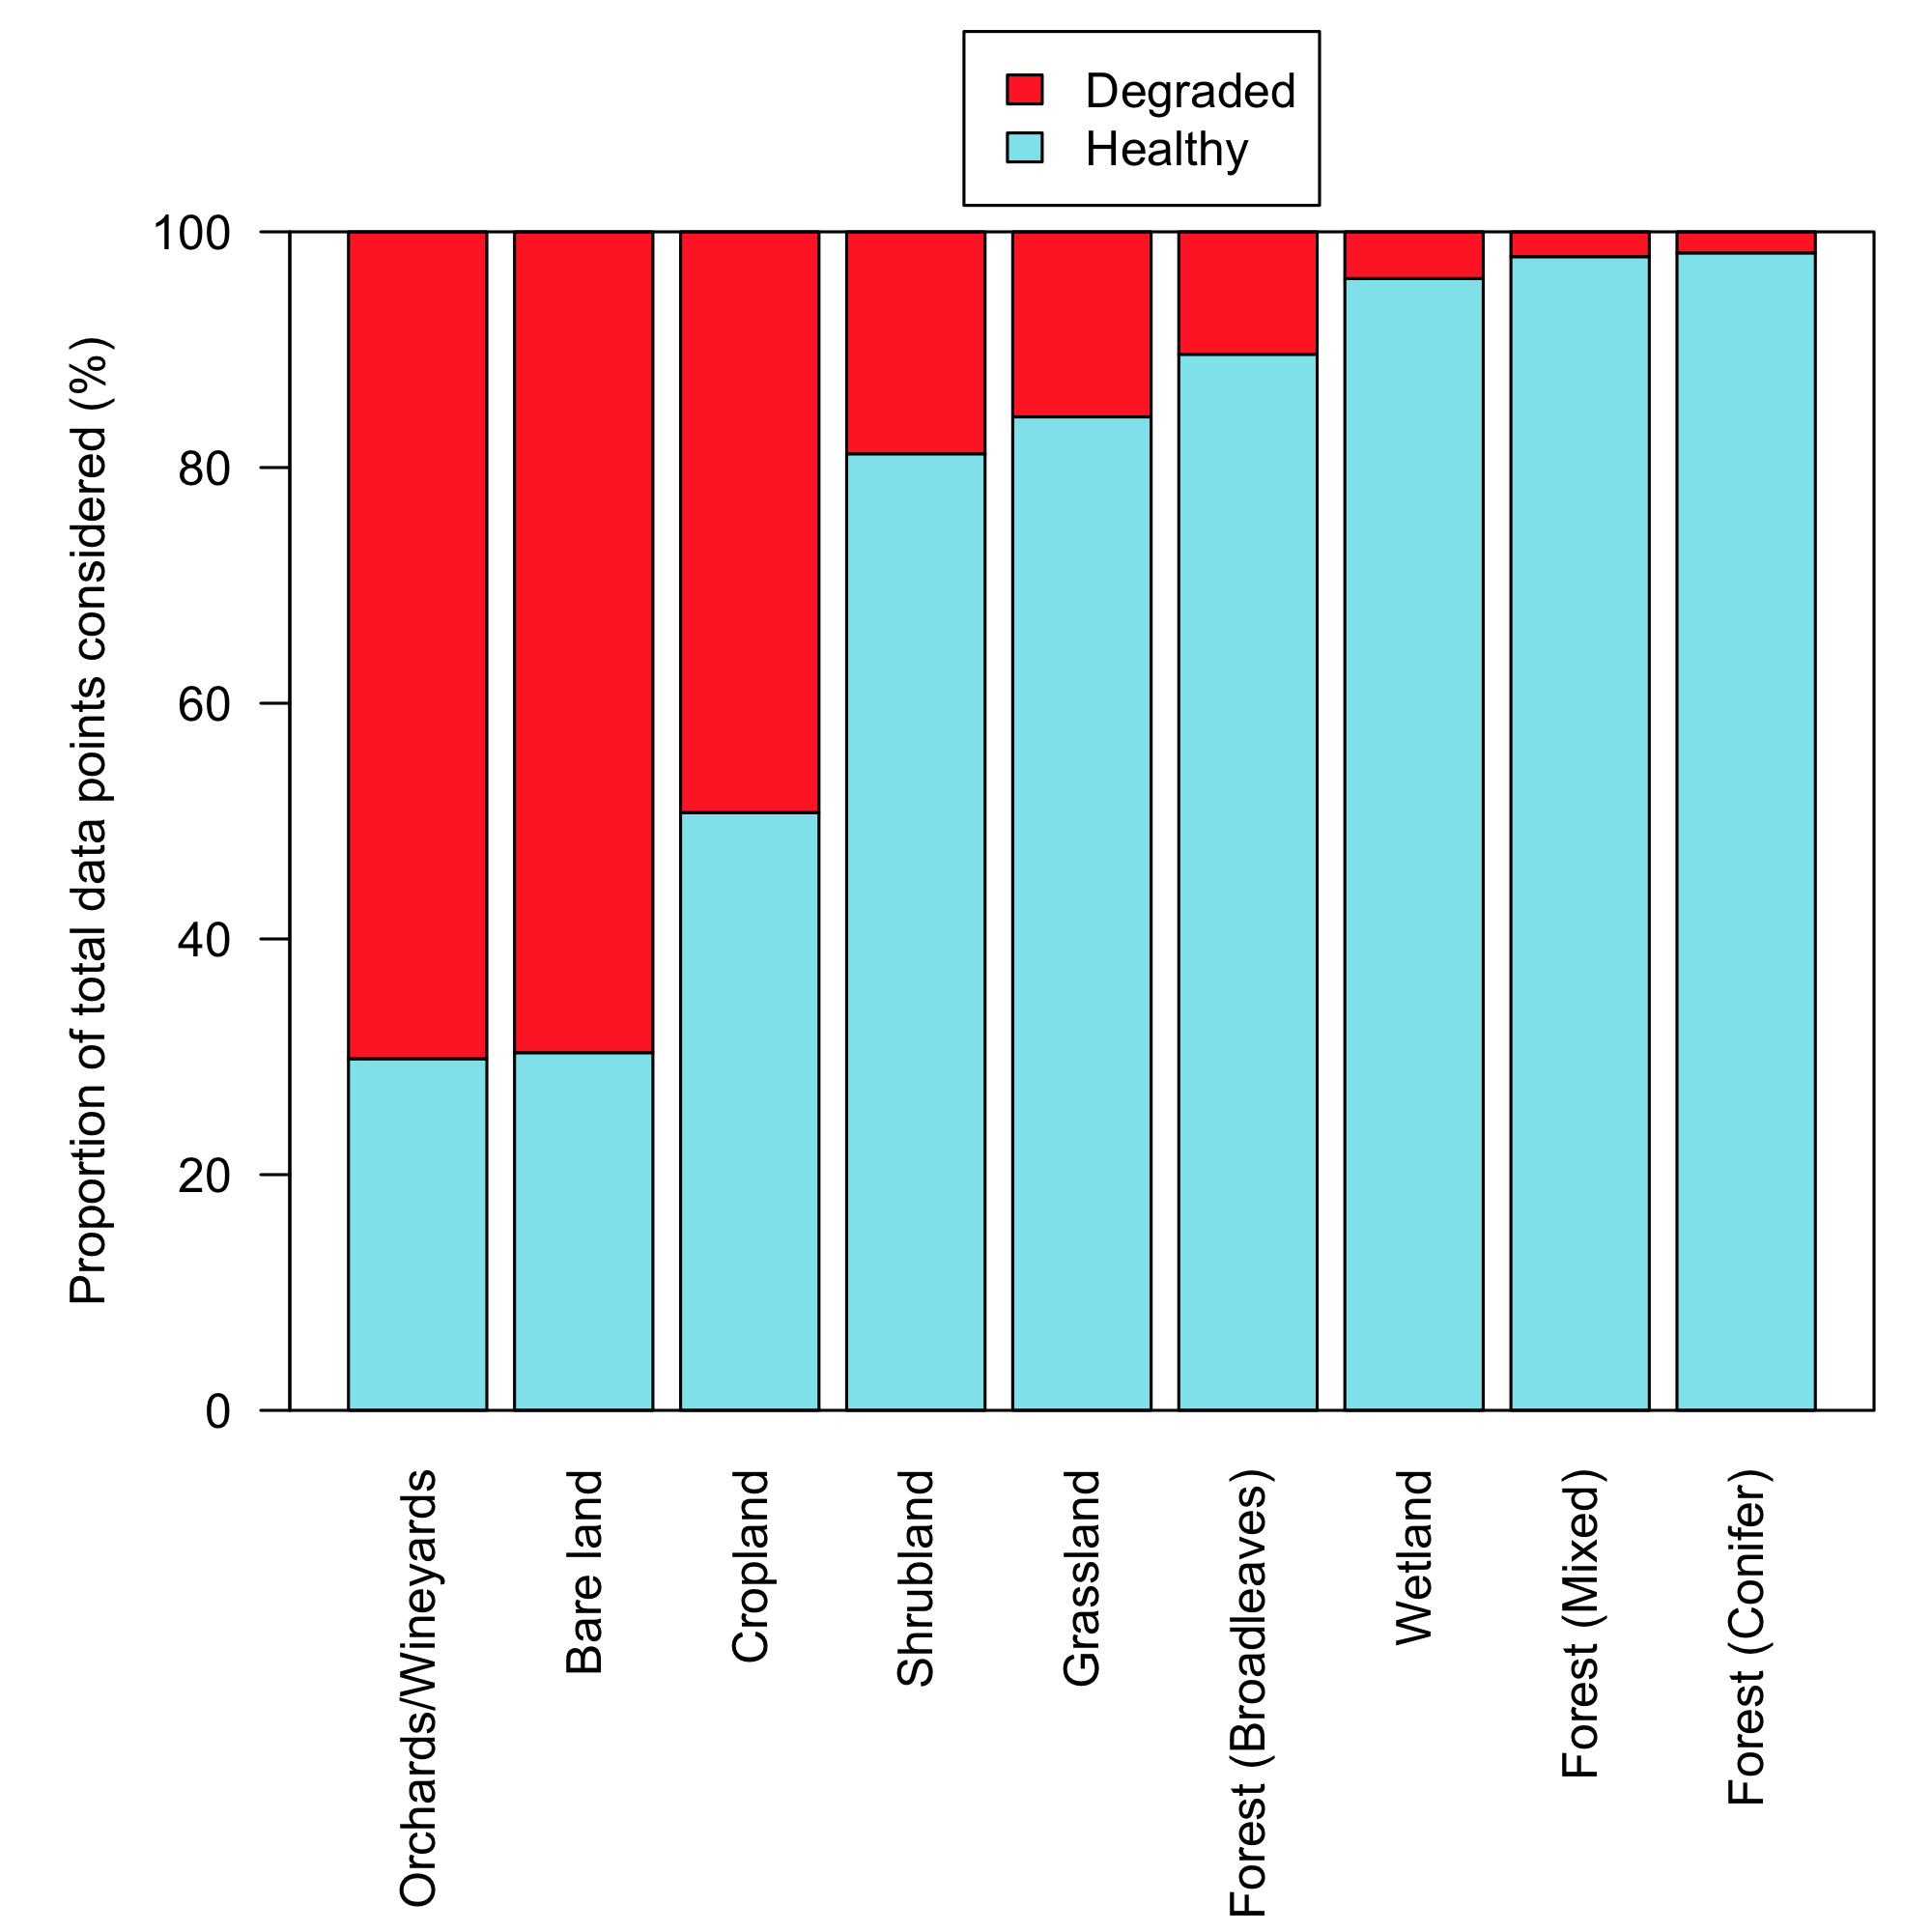 Degraded
Healthy
Proportion of total data points considered (%)
100
80
60
40
20
0
Orchards/Wineyards
Bare land
Cropland
Shrubland
Grassland
Forest (Broadleaves)
Wetland
Forest (Mixed)
Forest (Conifer)